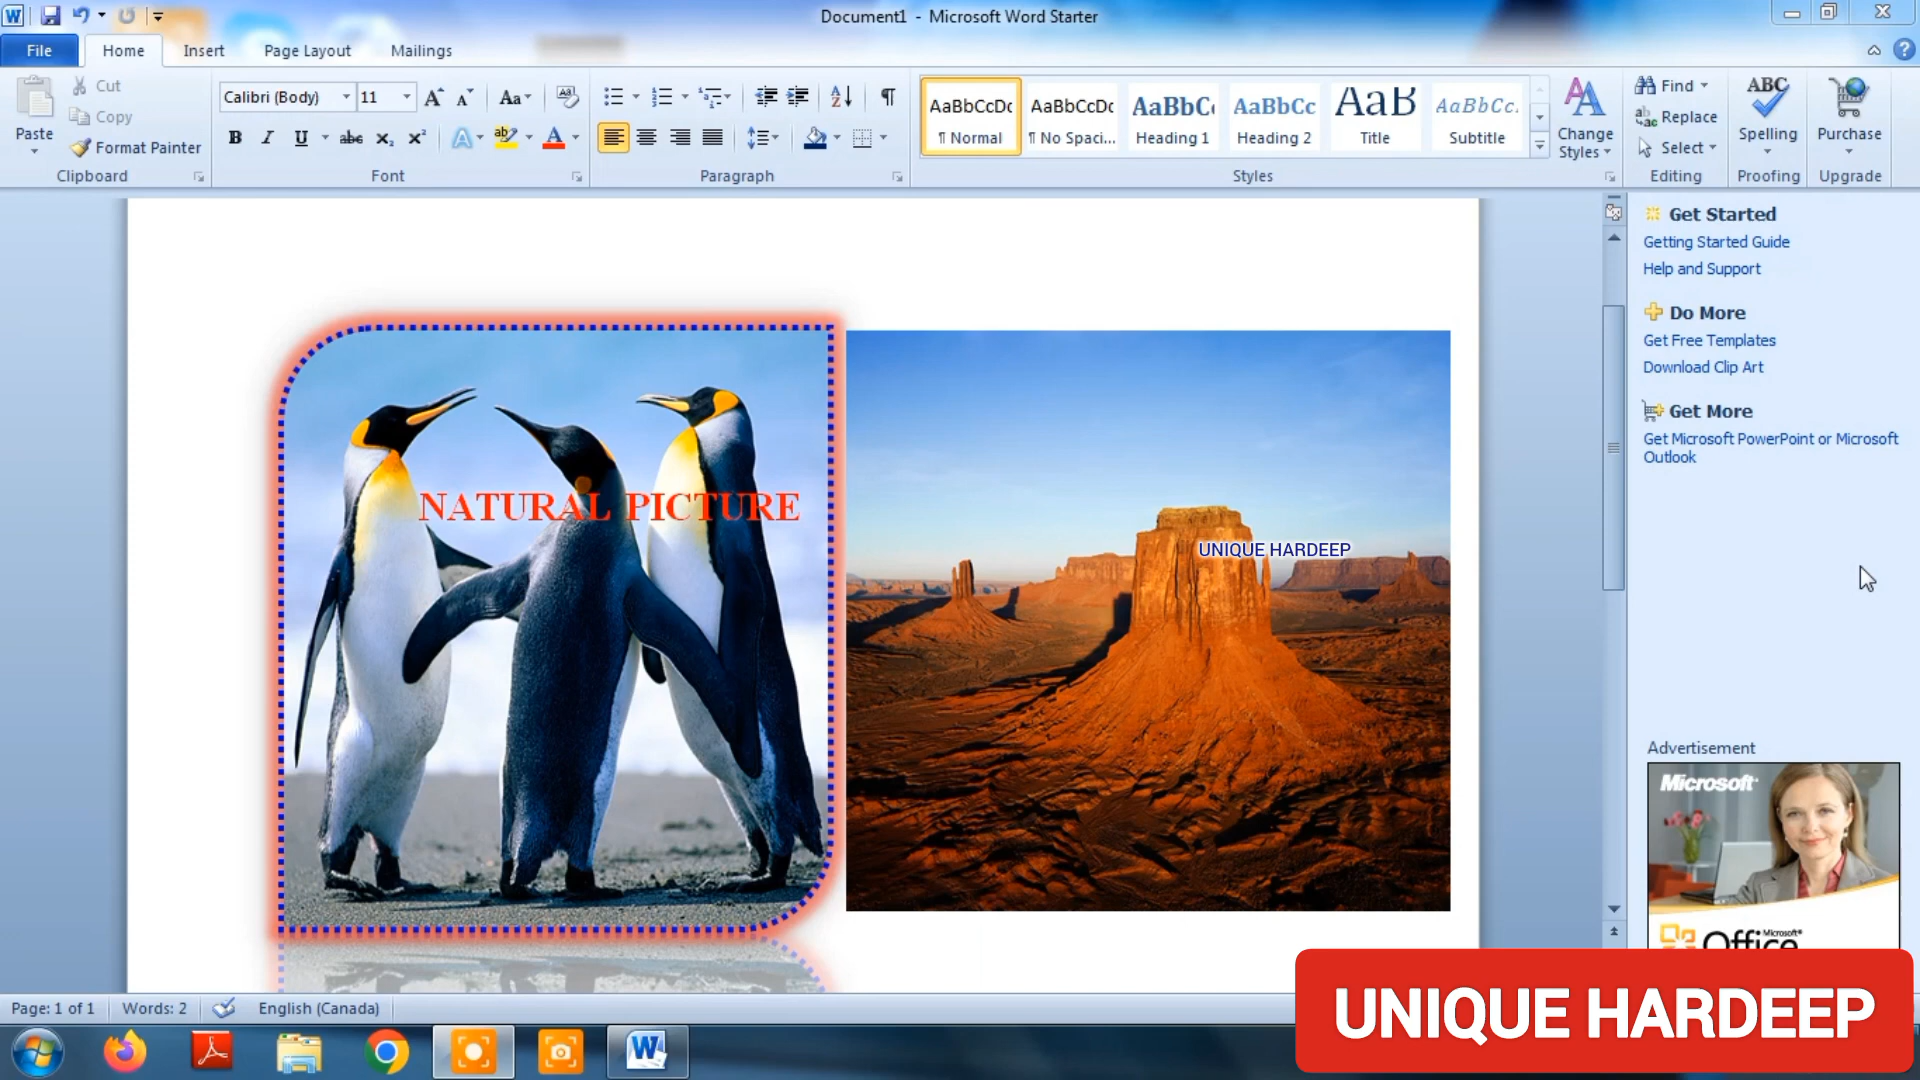 Document1 - Microsoft Word Starter
File Home Insert Page Layout Mailings
Paste
Cut
Copy
Format Painter
Clipboard
Calibri (Body) 11
Font
Paragraph
AaBbCcDc AaBbCcDc AaBbC AaBbCc AaB AaBbCc.
¶ Normal ¶ No Spaci... Heading 1 Heading 2 Title Subtitle
Styles
Change Styles
Find
Replace
Select
Editing
ABC
Spelling
Proofing
Purchase
Upgrade
Get Started
Getting Started Guide
Help and Support
Do More
Get Free Templates
Download Clip Art
Get More
Get Microsoft PowerPoint or Microsoft
Outlook
NATURAL PICTURE
UNIQUE HARDEEP
Advertisement
Microsoft
Microsoft
Office
Page: 1 of 1 Words: 2 English (Canada)
UNIQUE HARDEEP